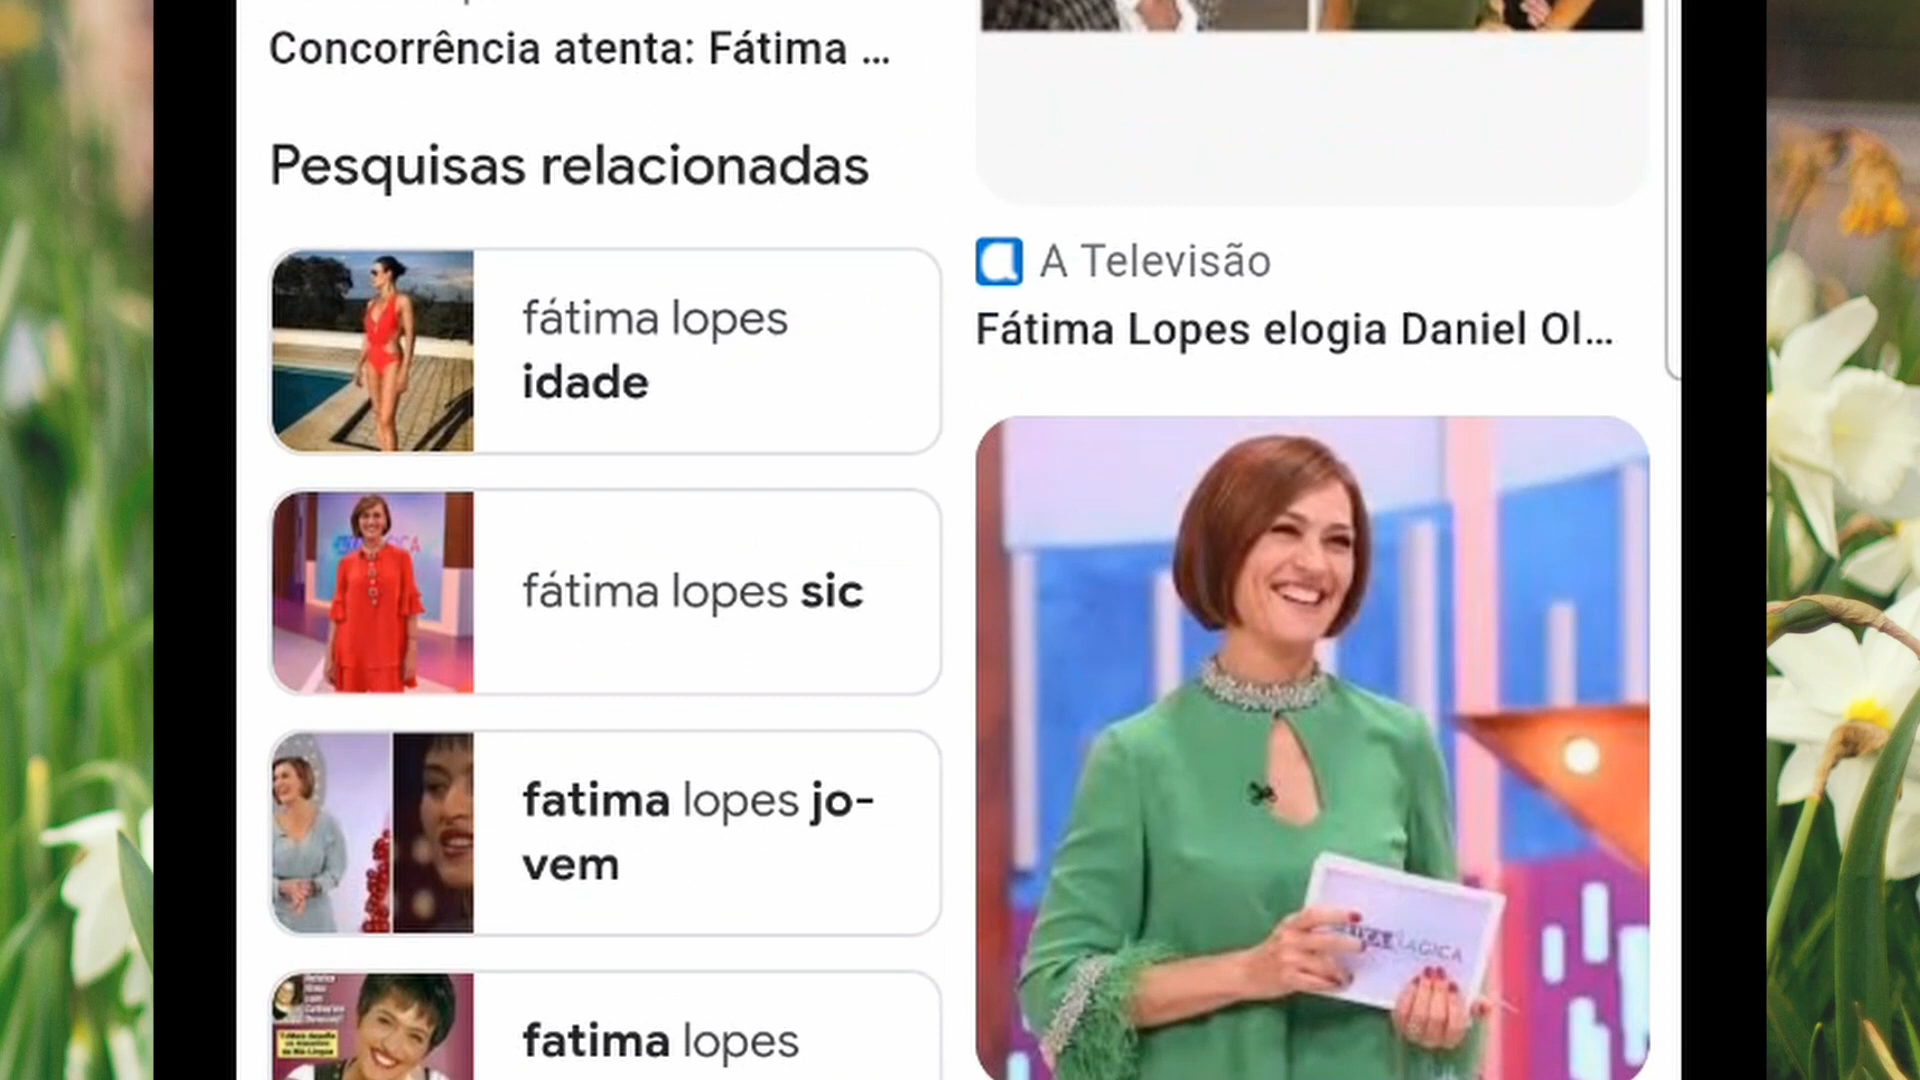 Concorrência atenta: Fátima ...
Pesquisas relacionadas
fátima lopes
idade
fátima lopes sic
fatima lopes jo-
vem
fatima lopes
A Televisão
Fátima Lopes elogia Daniel Ol...